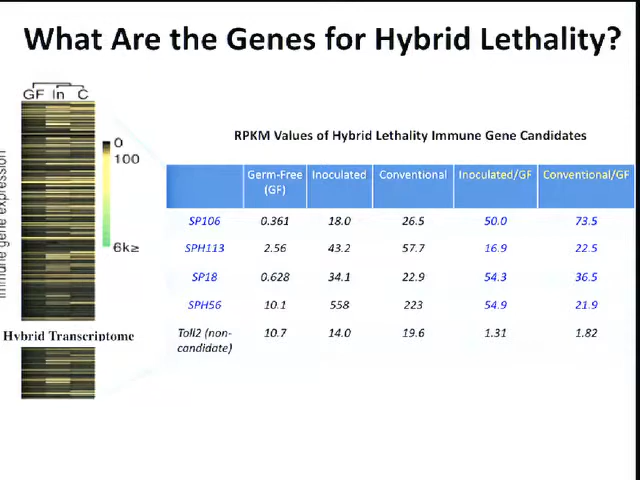 What Are the Genes for Hybrid Lethality?
GF In C
Immune gene expression
0
100
6k≥
Hybrid Transcriptome
RPKM Values of Hybrid Lethality Immune Gene Candidates
Germ-Free (GF) Inoculated Conventional Inoculated/GF Conventional/GF
SP106 0.361 18.0 26.5 50.0 73.5
SPH113 2.56 43.2 57.7 16.9 22.5
SP18 0.628 34.1 22.9 54.3 36.5
SPH56 10.1 558 223 54.9 21.9
Toll2 (non-candidate) 10.7 14.0 19.6 1.31 1.82